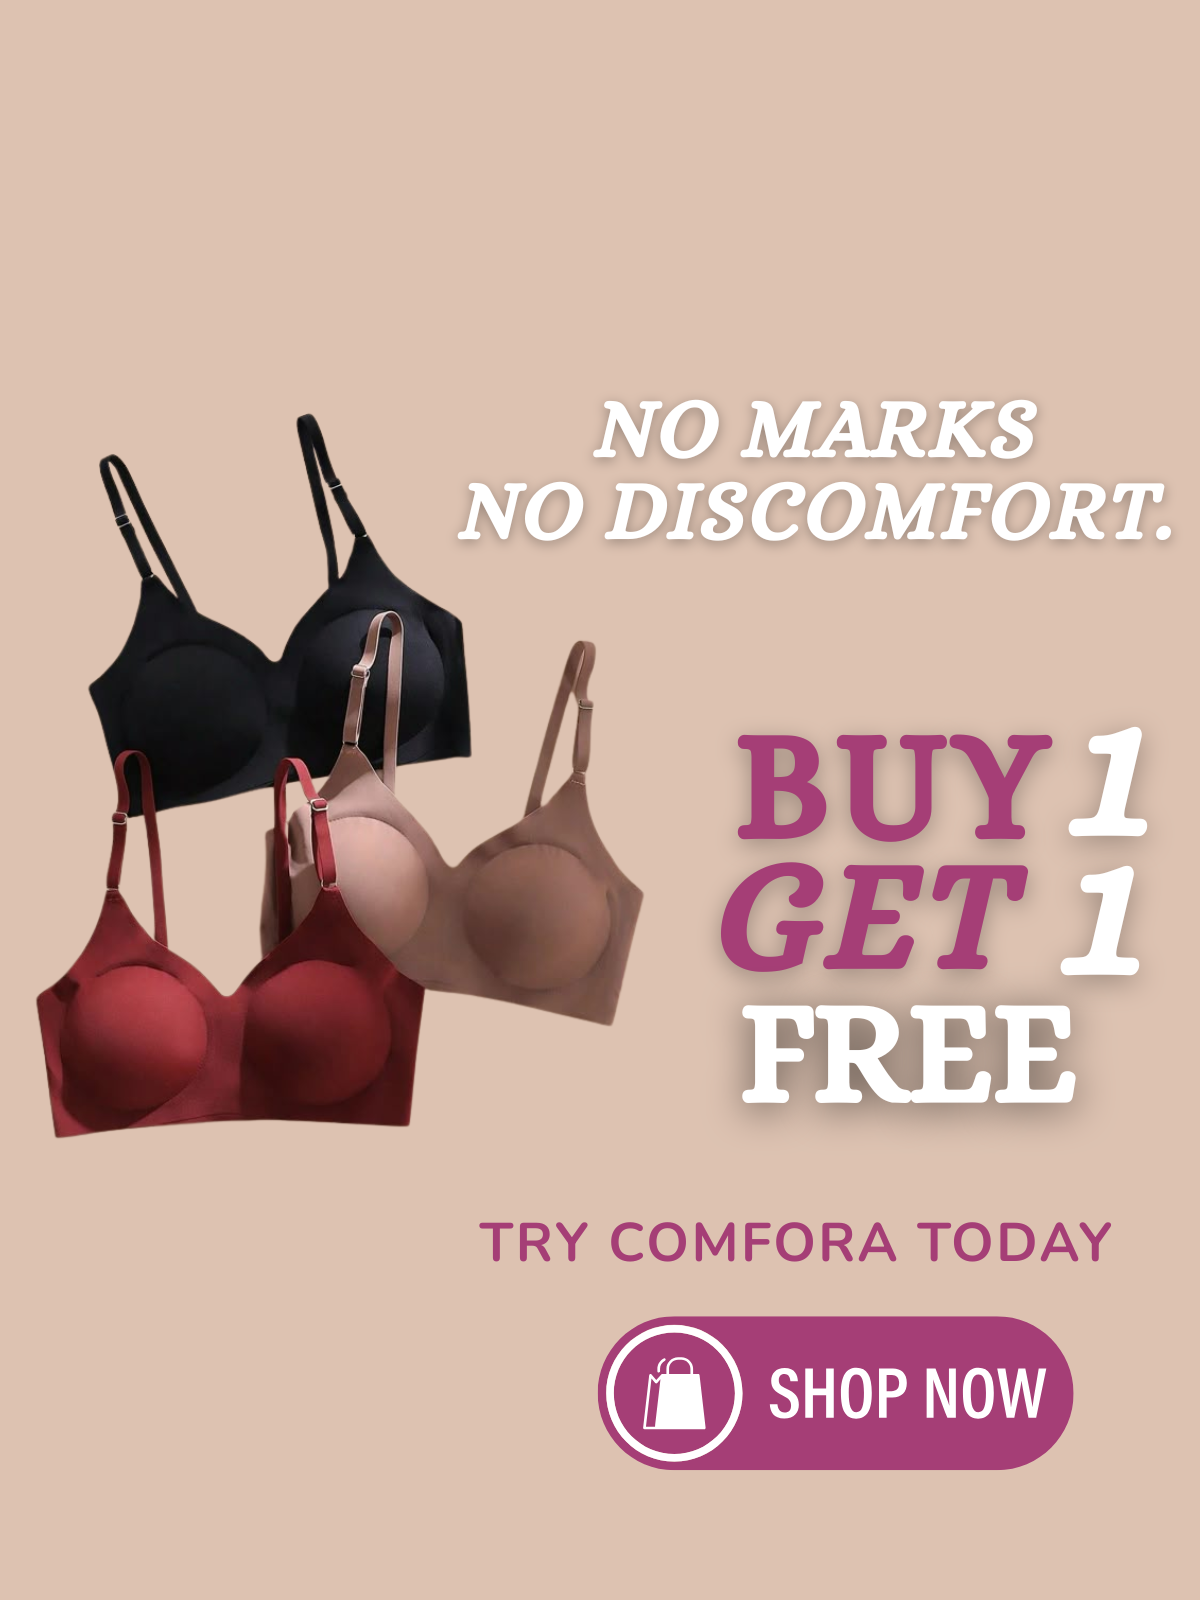 NO MARKS
NO DISCOMFORT.
BUY 1
GET 1
FREE
TRY COMFORA TODAY
SHOP NOW